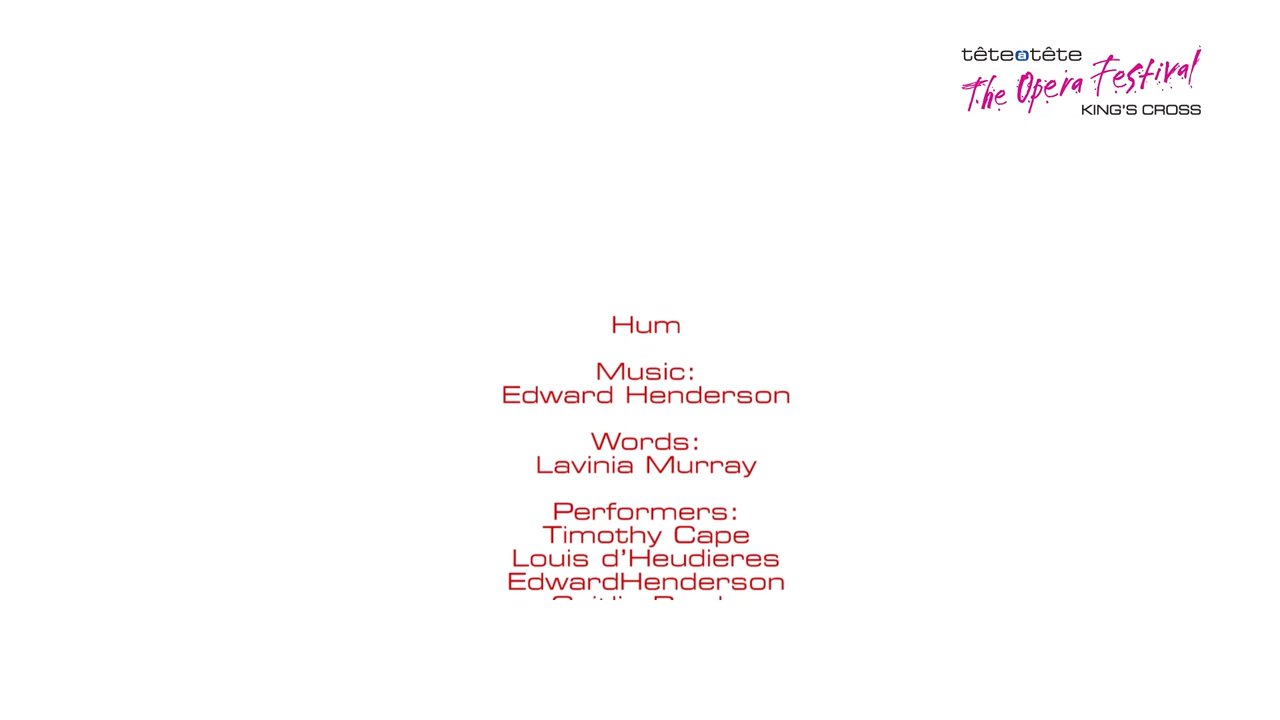 têteàtête
The Opera Festival
KING'S CROSS
Hum
Music:
Edward Henderson
Words:
Lavinia Murray
Performers:
Timothy Cape
Louis d'Heudieres
EdwardHenderson